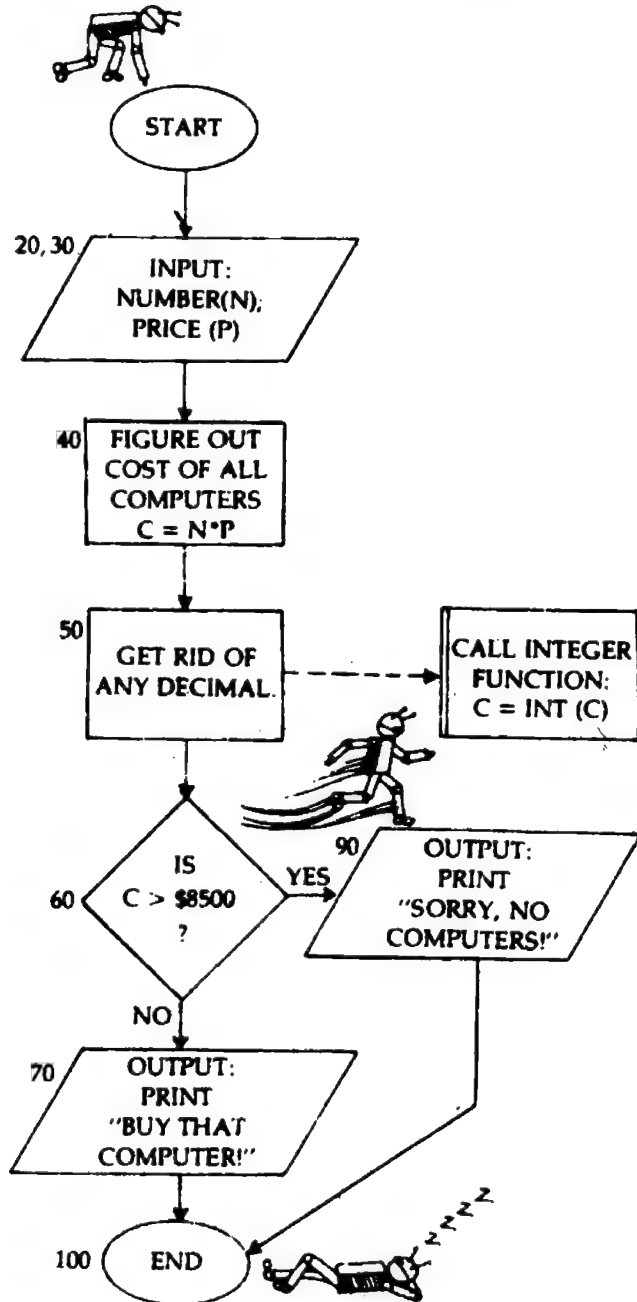 START
20, 30
INPUT:
NUMBER(N);
PRICE (P)
40
FIGURE OUT
COST OF ALL
COMPUTERS
C = N*P
50
GET RID OF
ANY DECIMAL.
CALL INTEGER
FUNCTION:
C = INT (C)
60
IS
C > $8500
?
YES
90
OUTPUT:
PRINT
"SORRY, NO
COMPUTERS!"
NO
70
OUTPUT:
PRINT
"BUY THAT
COMPUTER!"
100
END
Z Z Z Z